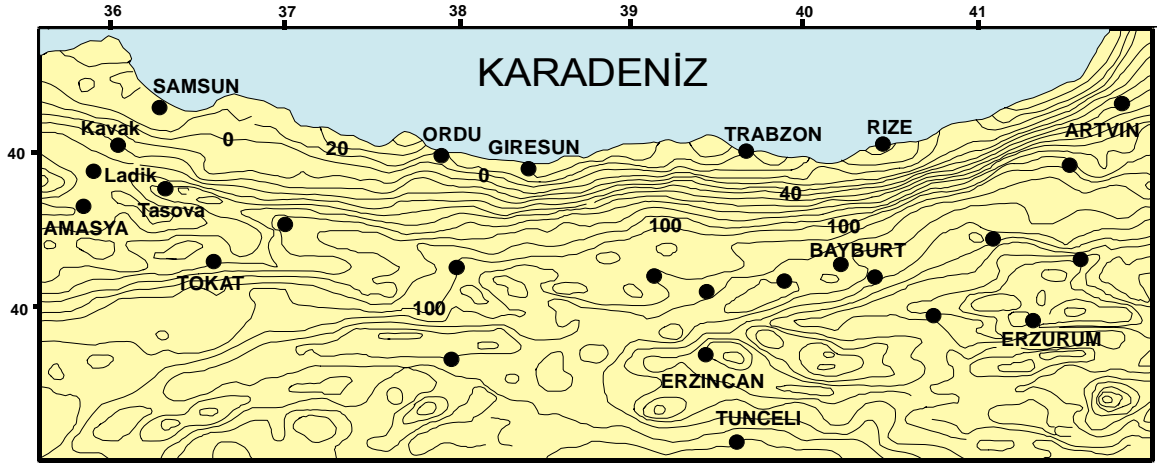 36 37 38 39 40 41
KARADENİZ
SAMSUN
Kavak
0
20
ORDU
GIRESUN
TRABZON
RIZE
ARTVIN
40
Ladik
0
40
Tasova
AMASYA
100
100
BAYBURT
TOKAT
40
100
ERZURUM
ERZINCAN
TUNCELI